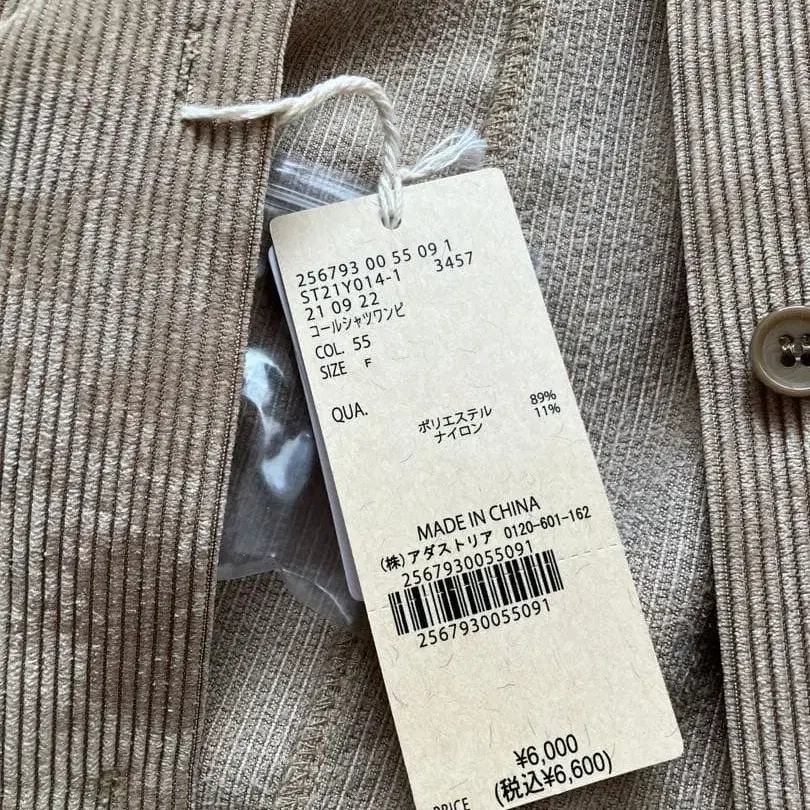 256793 00 55 09 1
ST21Y014-1 3457
21 09 22
コールシャツワンピ
COL. 55
SIZE F
QUA.
ポリエステル 89%
ナイロン 11%
MADE IN CHINA
(株)アダストリア 0120-601-162
2567930055091
2567930055091
¥6,000
PRICE (税込¥6,600)